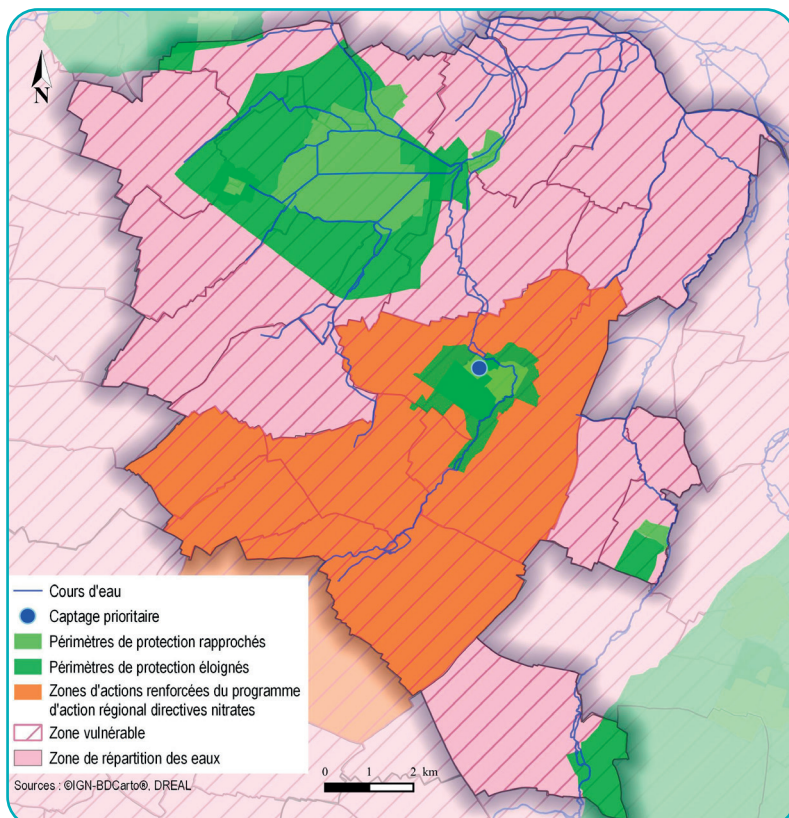 N
Cours d'eau
Captage prioritaire
Périmètres de protection rapprochés
Périmètres de protection éloignés
Zones d'actions renforcées du programme
d'action régional directives nitrates
Zone vulnérable
Zone de répartition des eaux
Sources : ©IGN-BDCarto®, DREAL
0 1 2 km